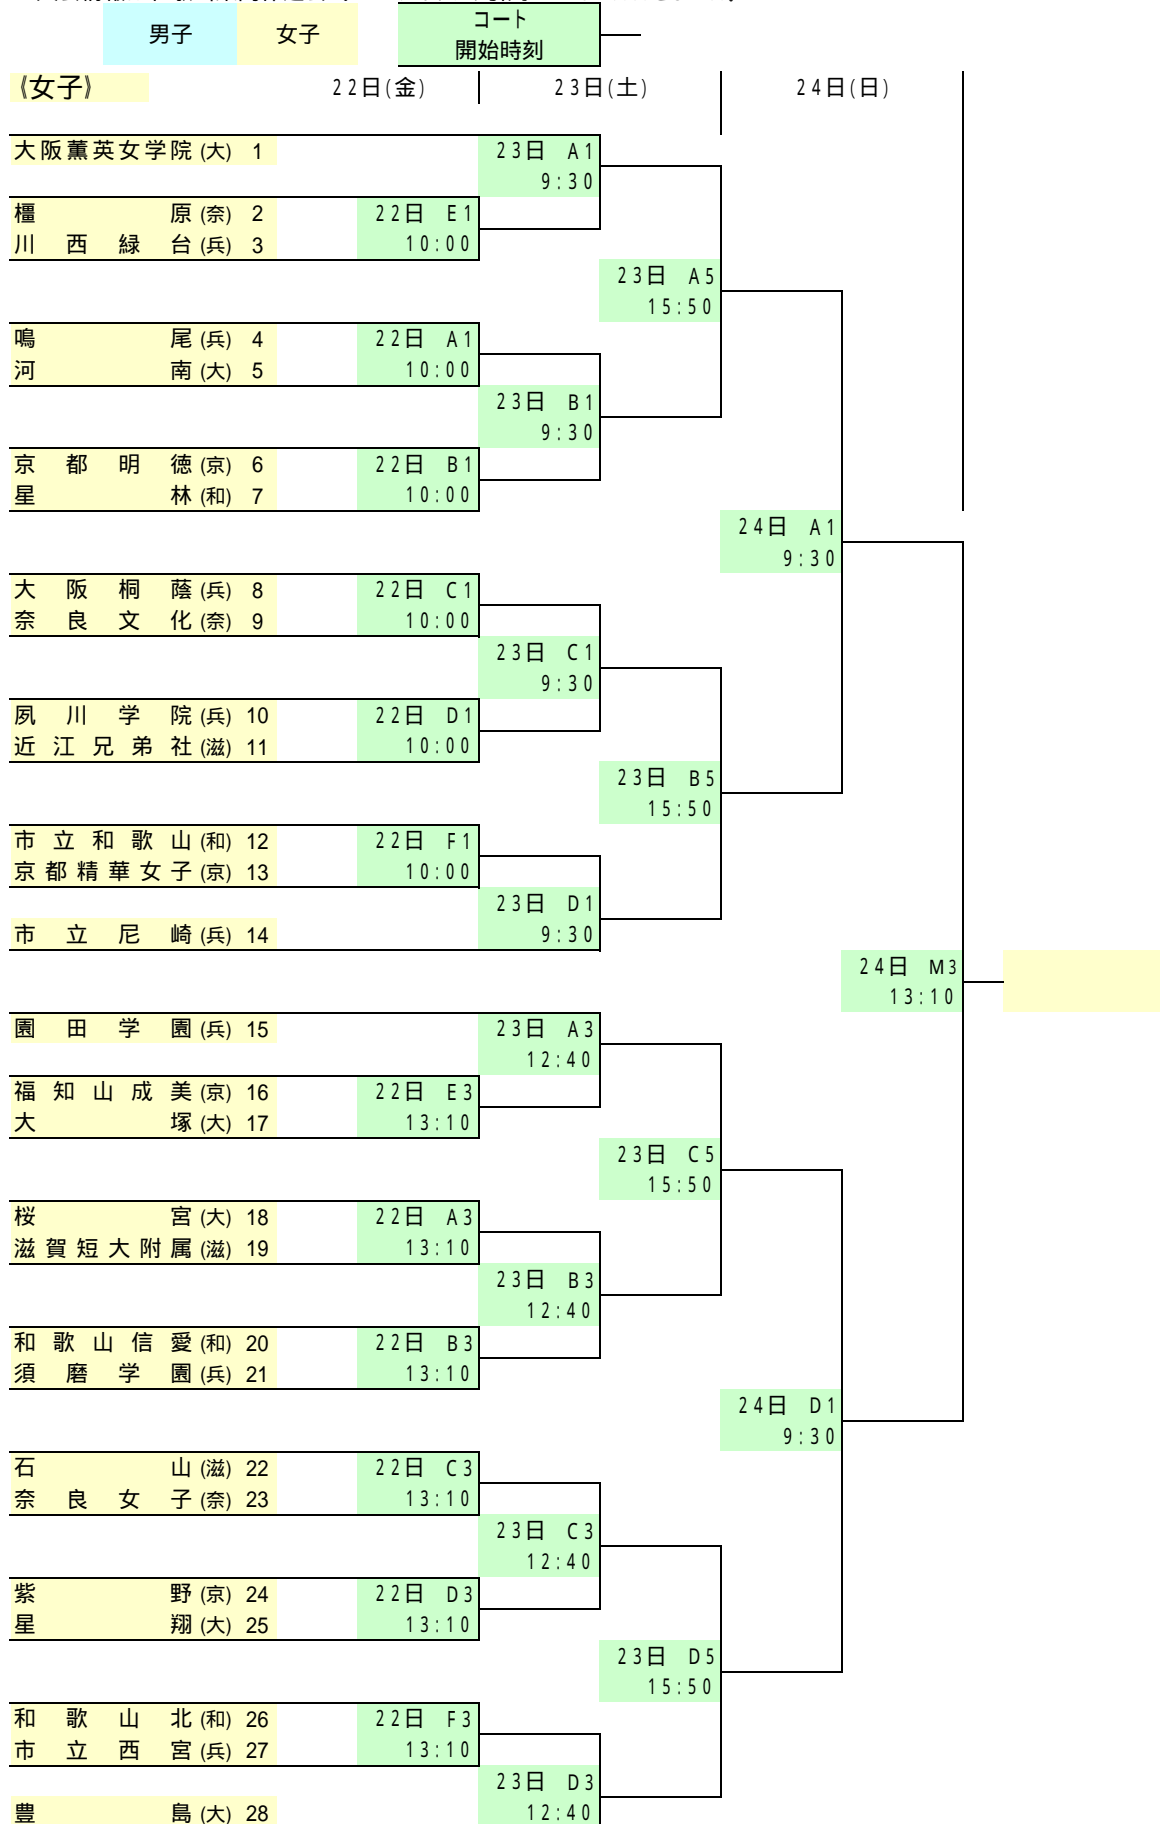 男子 女子 コート
開始時刻
《女子》 22日(金) 23日(土) 24日(日)
大阪薫英女学院 (大) 1 23日 A1
9:30
橿原 (奈) 2 22日 E1
川西緑台 (兵) 3 10:00
23日 A5
15:50
鳴尾 (兵) 4 22日 A1
河南 (大) 5 10:00
23日 B1
9:30
京都明徳 (京) 6 22日 B1
星林 (和) 7 10:00
24日 A1
9:30
大阪桐蔭 (兵) 8 22日 C1
奈良文化 (奈) 9 10:00
23日 C1
9:30
夙川学院 (兵) 10 22日 D1
近江兄弟社 (滋) 11 10:00
23日 B5
15:50
市立和歌山 (和) 12 22日 F1
京都精華女子 (京) 13 10:00
23日 D1
市立尼崎 (兵) 14 9:30
24日 M3
13:10
園田学園 (兵) 15 23日 A3
12:40
福知山成美 (京) 16 22日 E3
大塚 (大) 17 13:10
23日 C5
15:50
桜宮 (大) 18 22日 A3
滋賀短大附属 (滋) 19 13:10
23日 B3
12:40
和歌山信愛 (和) 20 22日 B3
須磨学園 (兵) 21 13:10
24日 D1
9:30
石山 (滋) 22 22日 C3
奈良女子 (奈) 23 13:10
23日 C3
12:40
紫野 (京) 24 22日 D3
星翔 (大) 25 13:10
23日 D5
15:50
和歌山北 (和) 26 22日 F3
市立西宮 (兵) 27 13:10
23日 D3
豊島 (大) 28 12:40